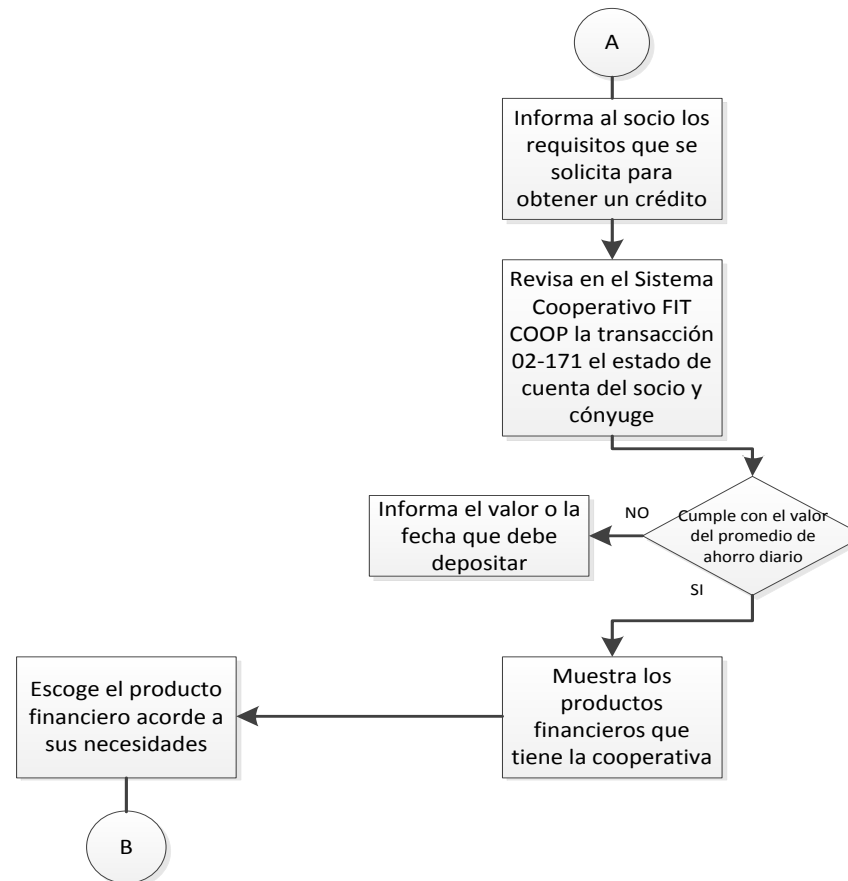 A
Informa al socio los
requisitos que se
solicita para
obtener un crédito
Revisa en el Sistema
Cooperativo FIT
COOP la transacción
02-171 el estado de
cuenta del socio y
cónyuge
Cumple con el valor
del promedio de
ahorro diario
NO
Informa el valor o la
fecha que debe
depositar
SI
Muestra los
productos
financieros que
tiene la cooperativa
Escoge el producto
financiero acorde a
sus necesidades
B